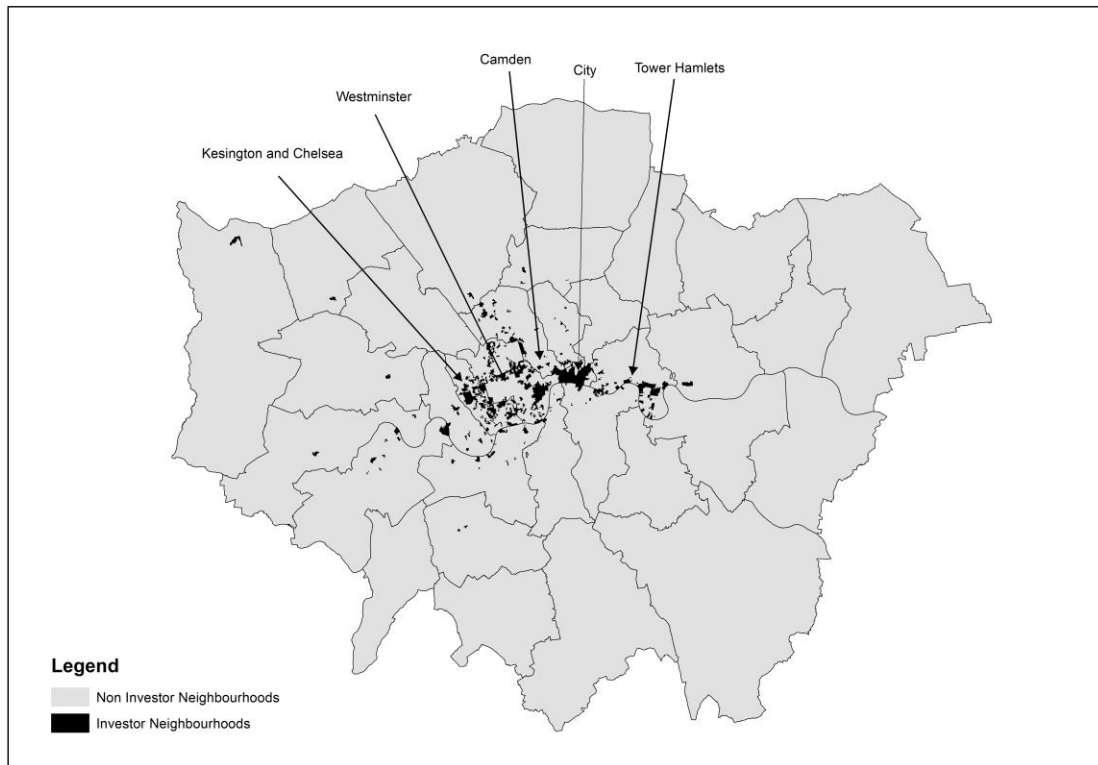 Camden
City
Tower Hamlets
Westminster
Kesington and Chelsea
Legend
Non Investor Neighbourhoods
Investor Neighbourhoods